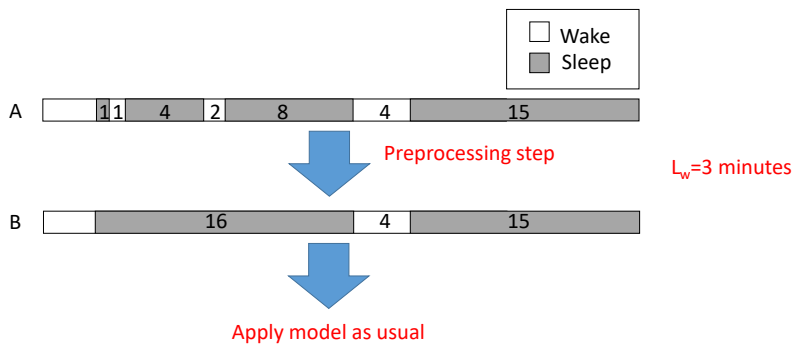 Wake
Sleep
A 1 1 4 2 8 4 15
Preprocessing step
Lw=3 minutes
B 16 4 15
Apply model as usual